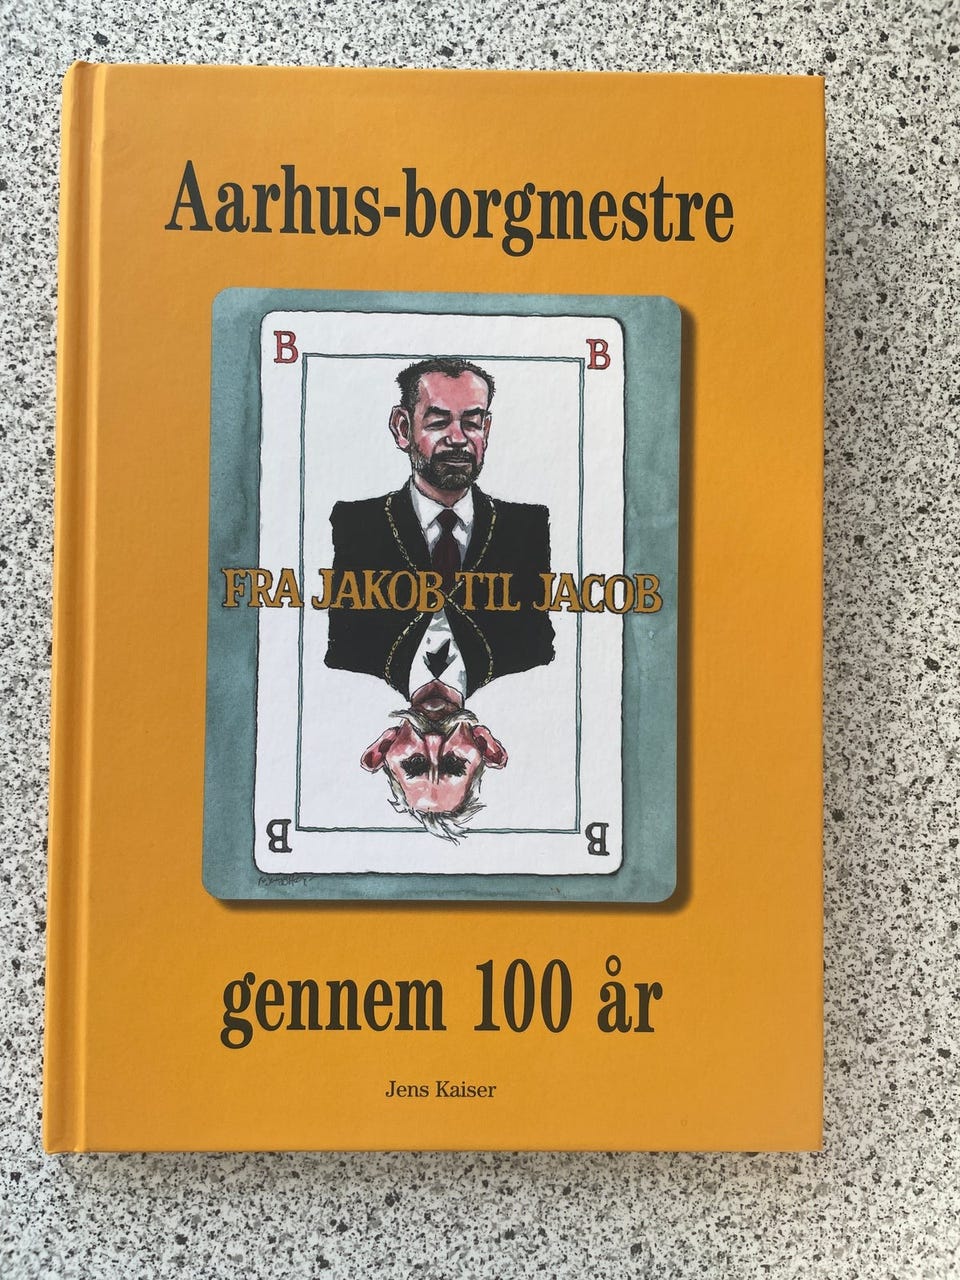 Aarhus-borgmestre
B B
FRA JAKOB TIL JACOB
B B
gennem 100 år
Jens Kaiser